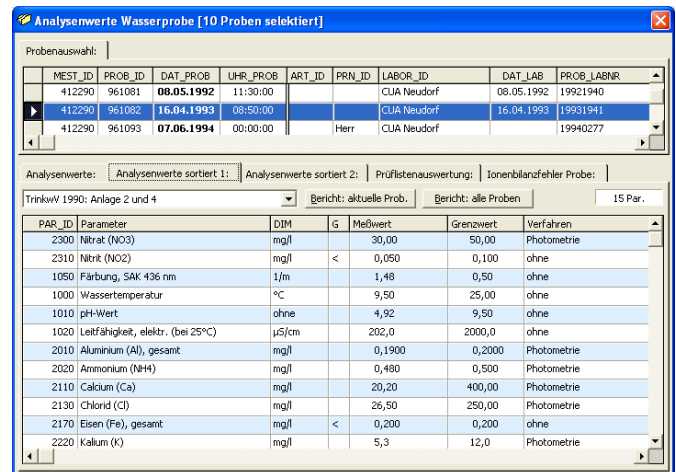 Analysenwerte Wasserprobe [10 Proben selektiert]
Probenauswahl:
MEST_ID PROB_ID DAT_PROB UHR_PROB ART_ID PRN_ID LABOR_ID DAT_LAB PROB_LABNR
412290 961081 08.05.1992 11:30:00 CUA Neudorf 08.05.1992 19921940
412290 961082 16.04.1993 08:50:00 CUA Neudorf 16.04.1993 19931941
412290 961093 07.06.1994 00:00:00 Herr CUA Neudorf 19940277
Analysenwerte: Analysenwerte sortiert 1: Analysenwerte sortiert 2: Prüflistenauswertung: Ionenbilanzfehler Probe:
TrinkwV 1990: Anlage 2 und 4 Bericht: aktuelle Prob. Bericht: alle Proben 15 Par.
PAR_ID Parameter DIM G Meßwert Grenzwert Verfahren
2300 Nitrat (NO3) mg/l 30,00 50,00 Photometrie
2310 Nitrit (NO2) mg/l < 0,050 0,100 ohne
1050 Färbung, SAK 436 nm 1/m 1,48 0,50 ohne
1000 Wassertemperatur °C 9,50 25,00 ohne
1010 pH-Wert ohne 4,92 9,50 ohne
1020 Leitfähigkeit, elektr. (bei 25°C) µS/cm 202,0 2000,0 ohne
2010 Aluminium (Al), gesamt mg/l 0,1900 0,2000 Photometrie
2020 Ammonium (NH4) mg/l 0,480 0,500 Photometrie
2110 Calcium (Ca) mg/l 20,20 400,00 Photometrie
2130 Chlorid (Cl) mg/l 26,50 250,00 Photometrie
2170 Eisen (Fe), gesamt mg/l < 0,200 0,200 ohne
2220 Kalium (K) mg/l 5,3 12,0 Photometrie